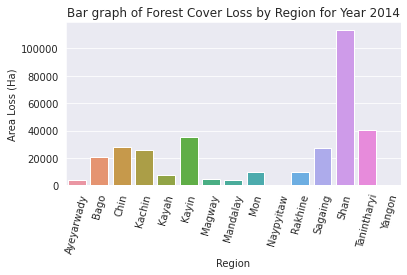 Bar graph of Forest Cover Loss by Region for Year 2014
Area Loss (Ha)
100000
80000
60000
40000
20000
0
Ayeyarwady
Bago
Chin
Kachin
Kayah
Kayin
Magway
Mandalay
Mon
Naypyitaw
Rakhine
Sagaing
Shan
Tanintharyi
Yangon
Region